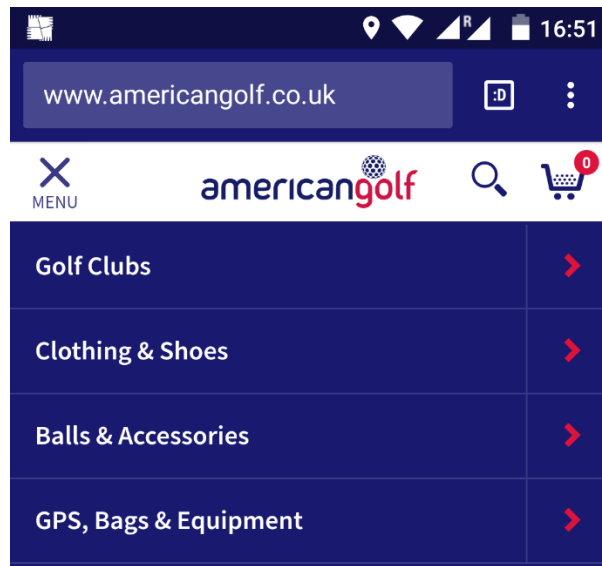 R 16:51
www.americangolf.co.uk :D
MENU americangolf 0
Golf Clubs
Clothing & Shoes
Balls & Accessories
GPS, Bags & Equipment